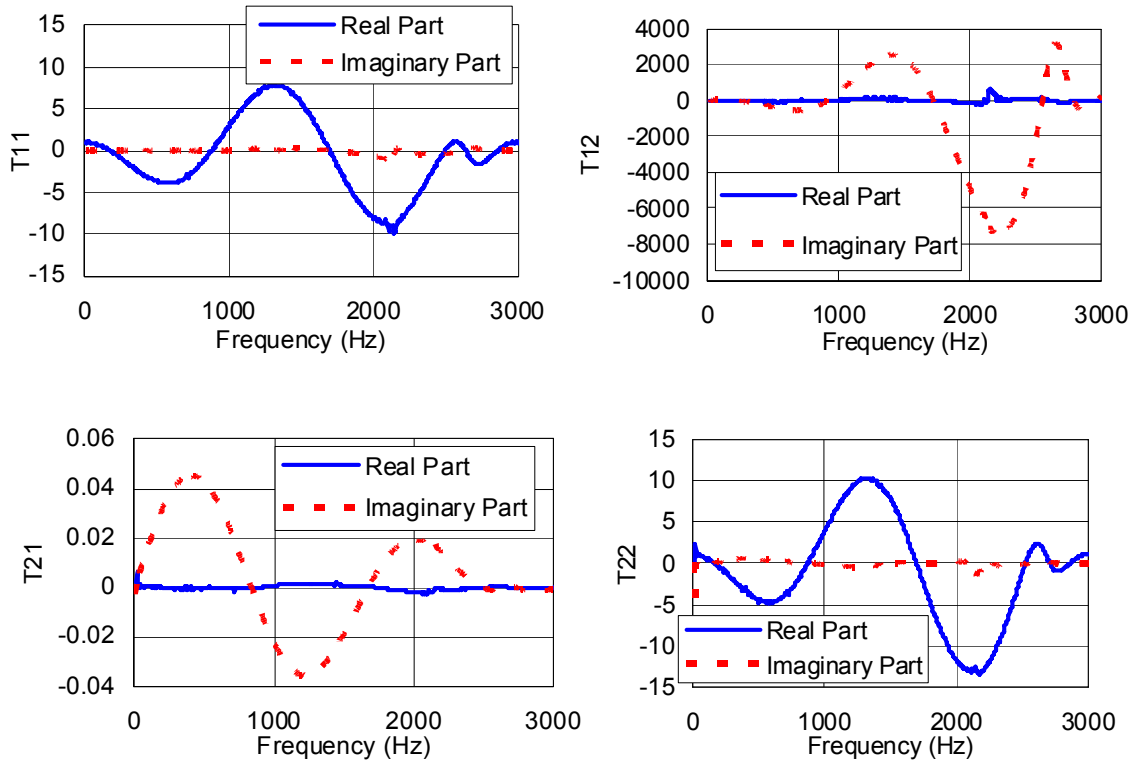 15
10
5
0
-5
-10
-15
T11
Real Part
Imaginary Part
0 1000 2000 3000
Frequency (Hz)
4000
2000
0
-2000
-4000
-6000
-8000
-10000
T12
Real Part
Imaginary Part
0 1000 2000 3000
Frequency (Hz)
0.06
0.04
0.02
0
-0.02
-0.04
T21
Real Part
Imaginary Part
0 1000 2000 3000
Frequency (Hz)
15
10
5
0
-5
-10
-15
T22
Real Part
Imaginary Part
0 1000 2000 3000
Frequency (Hz)